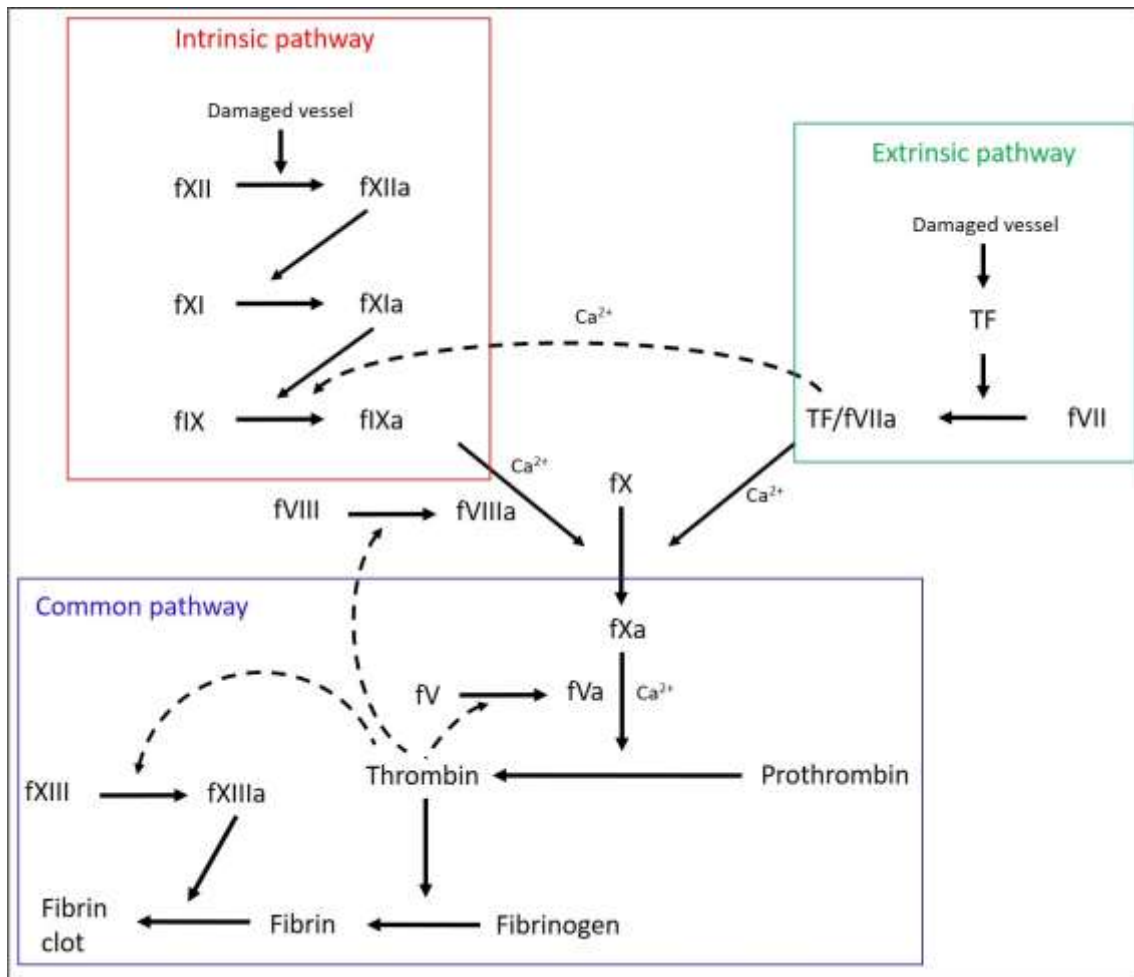 Intrinsic pathway
Damaged vessel
fXII fXIIa
fXI fXIa
fIX fIXa
Extrinsic pathway
Damaged vessel
TF
TF/fVIIa fVII
Ca²⁺
Ca²⁺
fX
Ca²⁺
fVIII fVIIIa
Common pathway
fXa
fV fVa Ca²⁺
Thrombin Prothrombin
fXIII fXIIIa
Fibrin
clot
Fibrin Fibrinogen